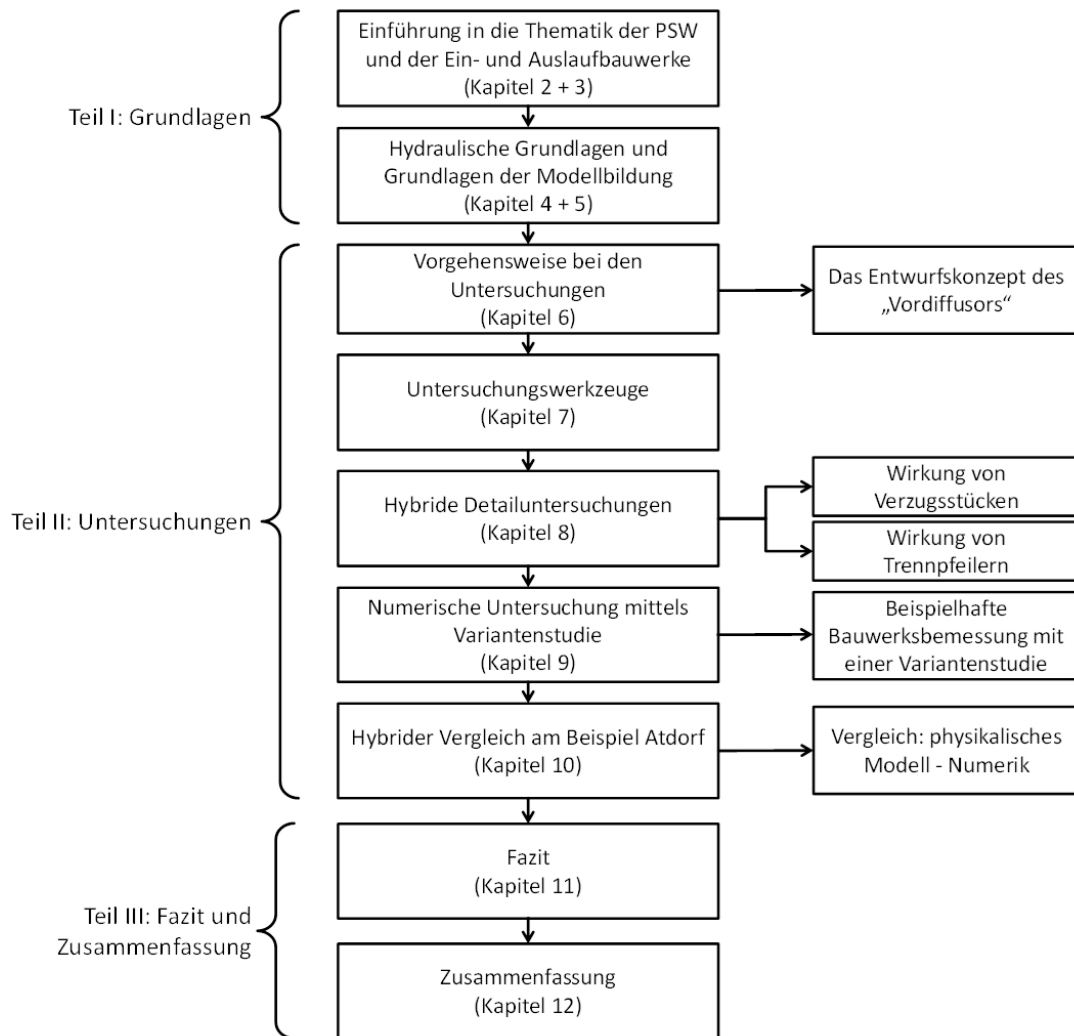 Teil I: Grundlagen
Einführung in die Thematik der PSW
und der Ein- und Auslaufbauwerke
(Kapitel 2 + 3)
Hydraulische Grundlagen und
Grundlagen der Modellbildung
(Kapitel 4 + 5)
Teil II: Untersuchungen
Vorgehensweise bei den
Untersuchungen
(Kapitel 6)
Das Entwurfskonzept des
„Vordiffusors“
Untersuchungswerkzeuge
(Kapitel 7)
Hybride Detailuntersuchungen
(Kapitel 8)
Wirkung von
Verzugsstücken
Wirkung von
Trennpfeilern
Numerische Untersuchung mittels
Variantenstudie
(Kapitel 9)
Beispielhafte
Bauwerksbemessung mit
einer Variantenstudie
Hybrider Vergleich am Beispiel Atdorf
(Kapitel 10)
Vergleich: physikalisches
Modell - Numerik
Teil III: Fazit und
Zusammenfassung
Fazit
(Kapitel 11)
Zusammenfassung
(Kapitel 12)